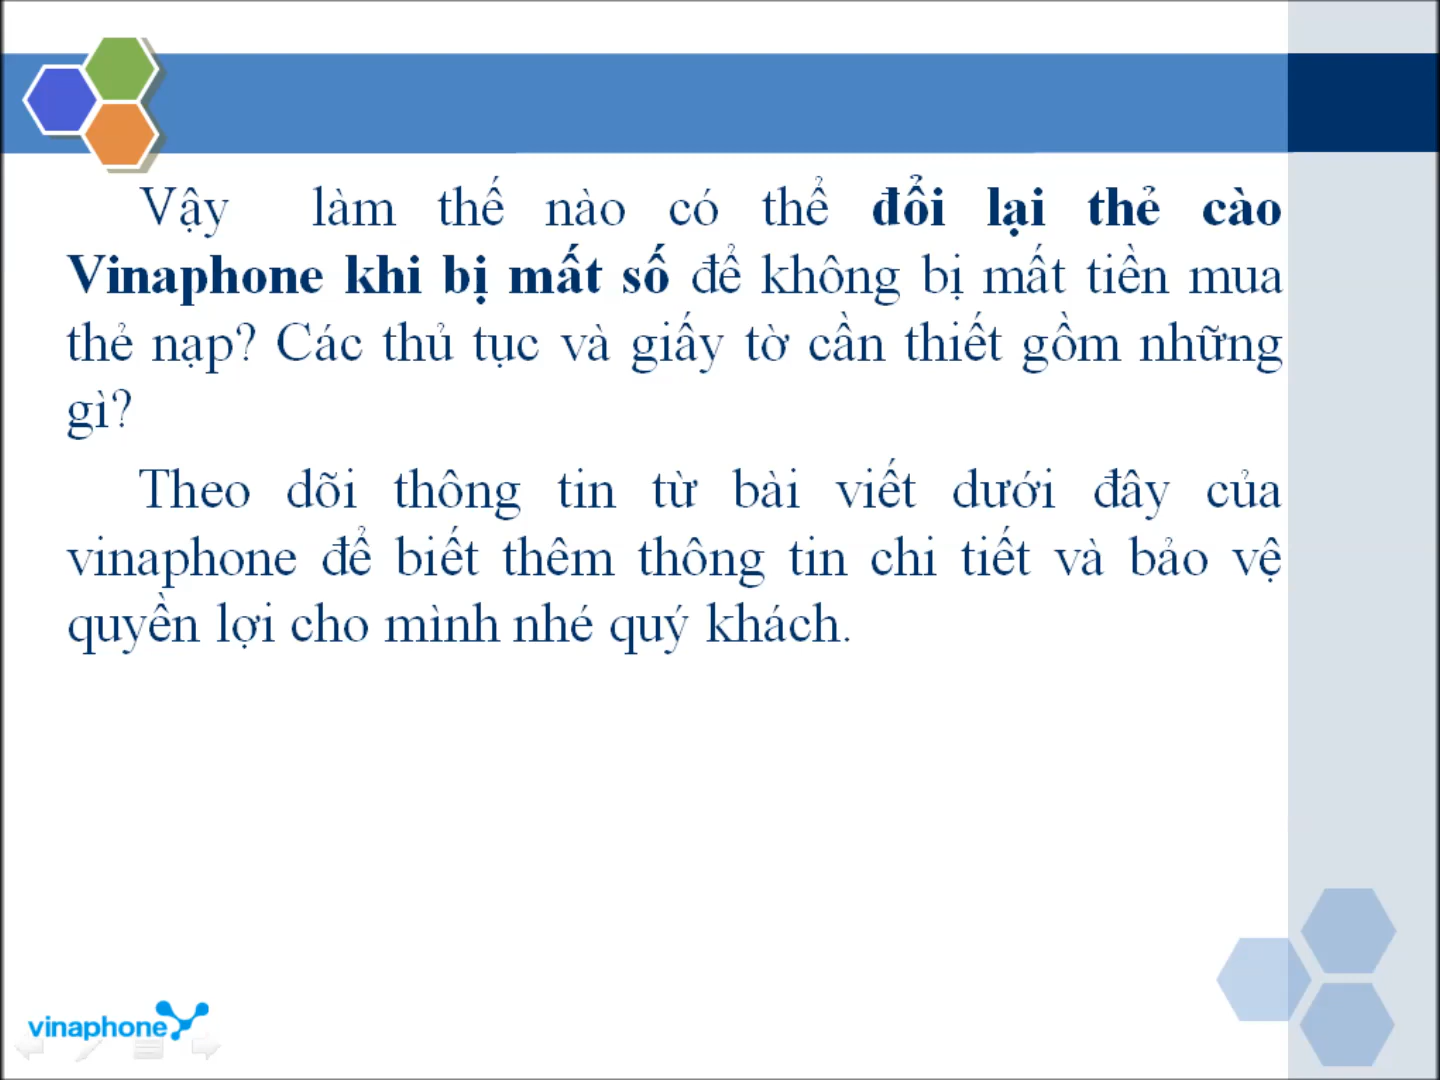 Vậy làm thế nào có thể đổi lại thẻ cào
Vinaphone khi bị mất số để không bị mất tiền mua
thẻ nạp? Các thủ tục và giấy tờ cần thiết gồm những
gì?
Theo dõi thông tin từ bài viết dưới đây của
vinaphone để biết thêm thông tin chi tiết và bảo vệ
quyền lợi cho mình nhé quý khách.
vinaphone